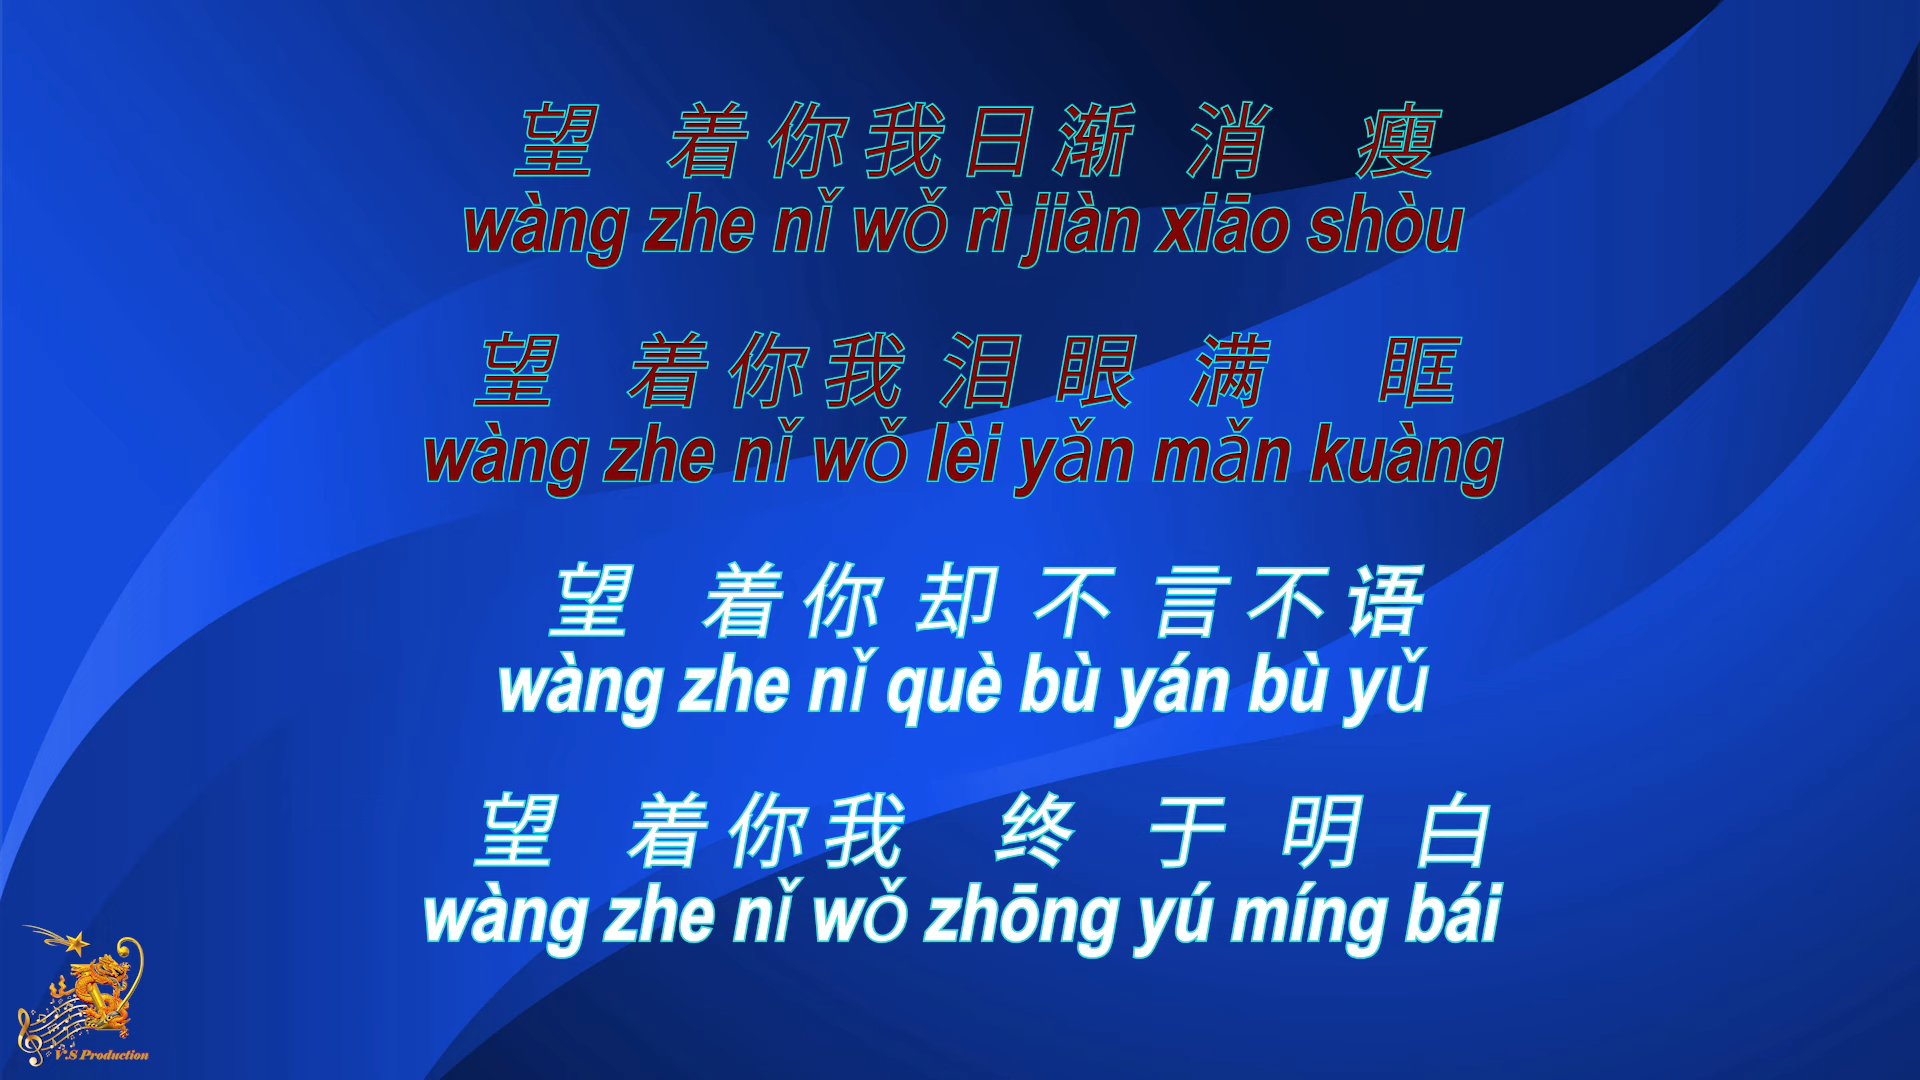 望 着 你 我 日 渐 消 瘦
wàng zhe nǐ wǒ rì jiàn xiāo shòu
望 着 你 我 泪 眼 满 眶
wàng zhe nǐ wǒ lèi yǎn mǎn kuàng
望 着 你 却 不 言 不 语
wàng zhe nǐ què bù yán bù yǔ
望 着 你 我 终 于 明 白
wàng zhe nǐ wǒ zhōng yú míng bái
V.S Production